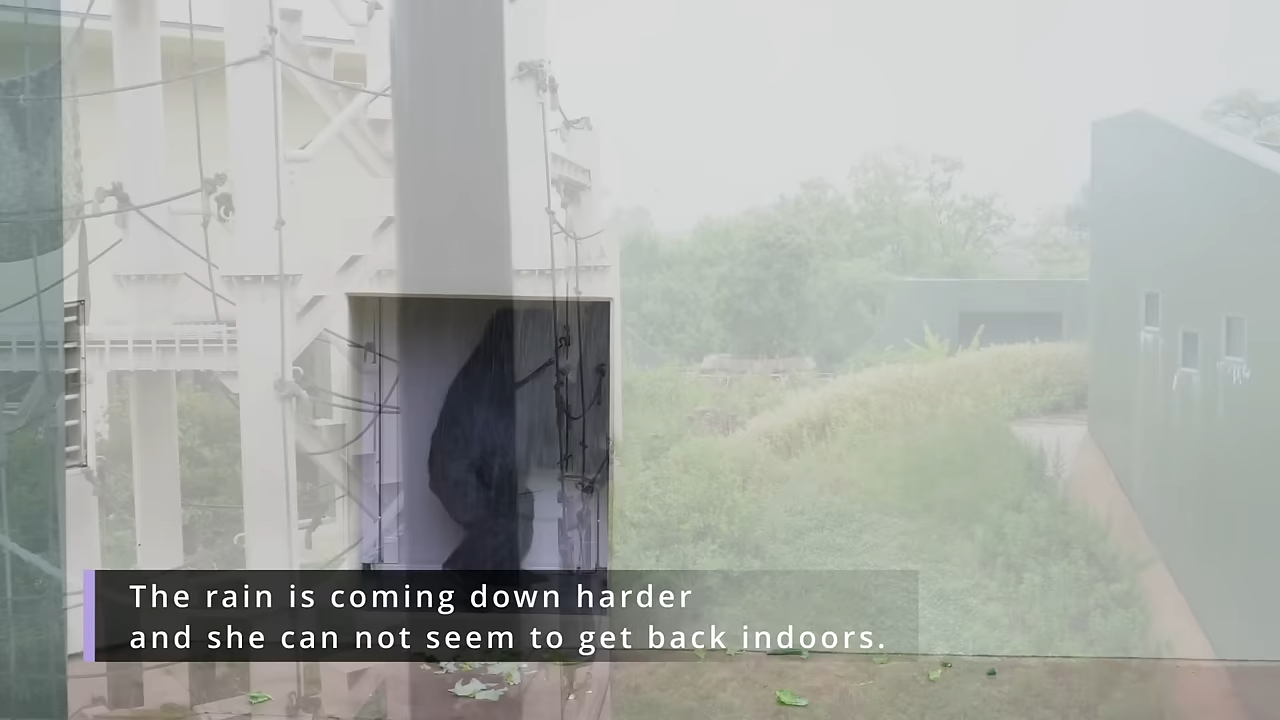 The rain is coming down harder
and she can not seem to get back indoors.